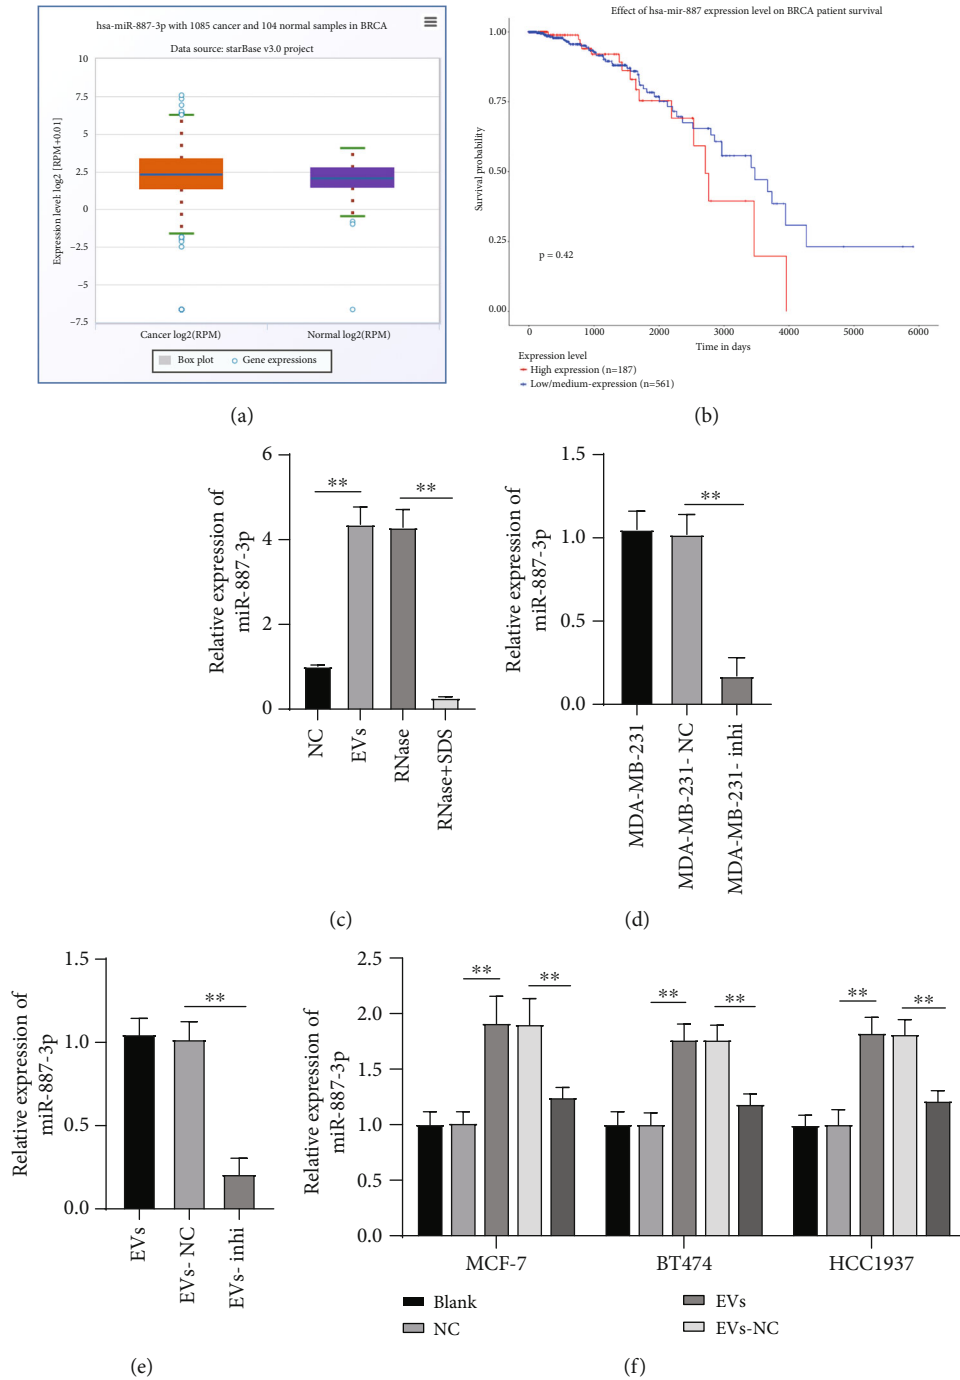 hsa-miR-887-3p with 1085 cancer and 104 normal samples in BRCA
Data source: starBase v3.0 project
Expression level: log2 [RPM+0.01]
10
7.5
5
2.5
0
−2.5
−5
−7.5
Cancer log2(RPM)
Normal log2(RPM)
Box plot
Gene expressions
(a)
Effect of hsa-mir-887 expression level on BRCA patient survival
Survival probability
1.00
0.75
0.50
0.25
0.00
p = 0.42
0 1000 2000 3000 4000 5000 6000
Time in days
Expression level
High expression (n=187)
Low/medium-expression (n=561)
(b)
Relative expression of
miR-887-3p
6
4
2
0
**
**
NC
EVs
RNase
RNase+SDS
(c)
Relative expression of
miR-887-3p
1.5
1.0
0.5
0.0
**
MDA-MB-231
MDA-MB-231- NC
MDA-MB-231- inhi
(d)
Relative expression of
miR-887-3p
1.5
1.0
0.5
0.0
**
EVs
EVs- NC
EVs- inhi
(e)
Relative expression of
miR-887-3p
2.5
2.0
1.5
1.0
0.5
0.0
**
**
**
**
**
**
MCF-7
BT474
HCC1937
Blank
NC
EVs
EVs-NC
(f)